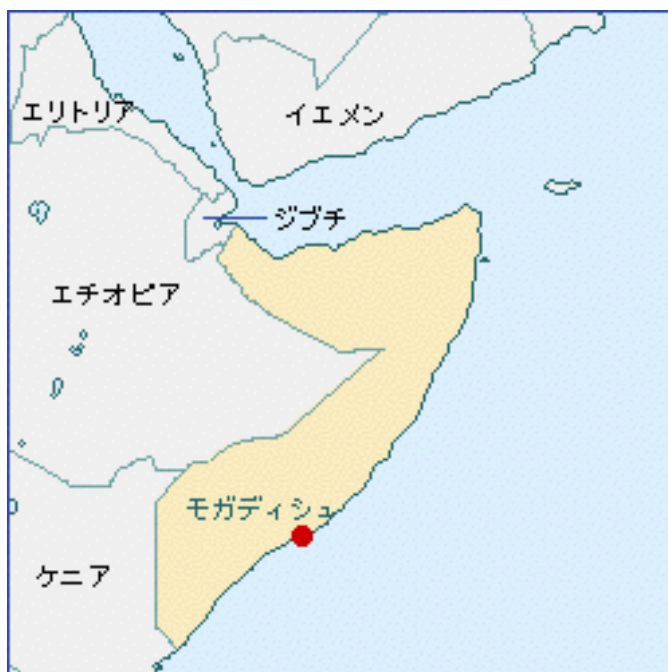 エリトリア
イエメン
ジブチ
エチオピア
モガディシュ
ケニア